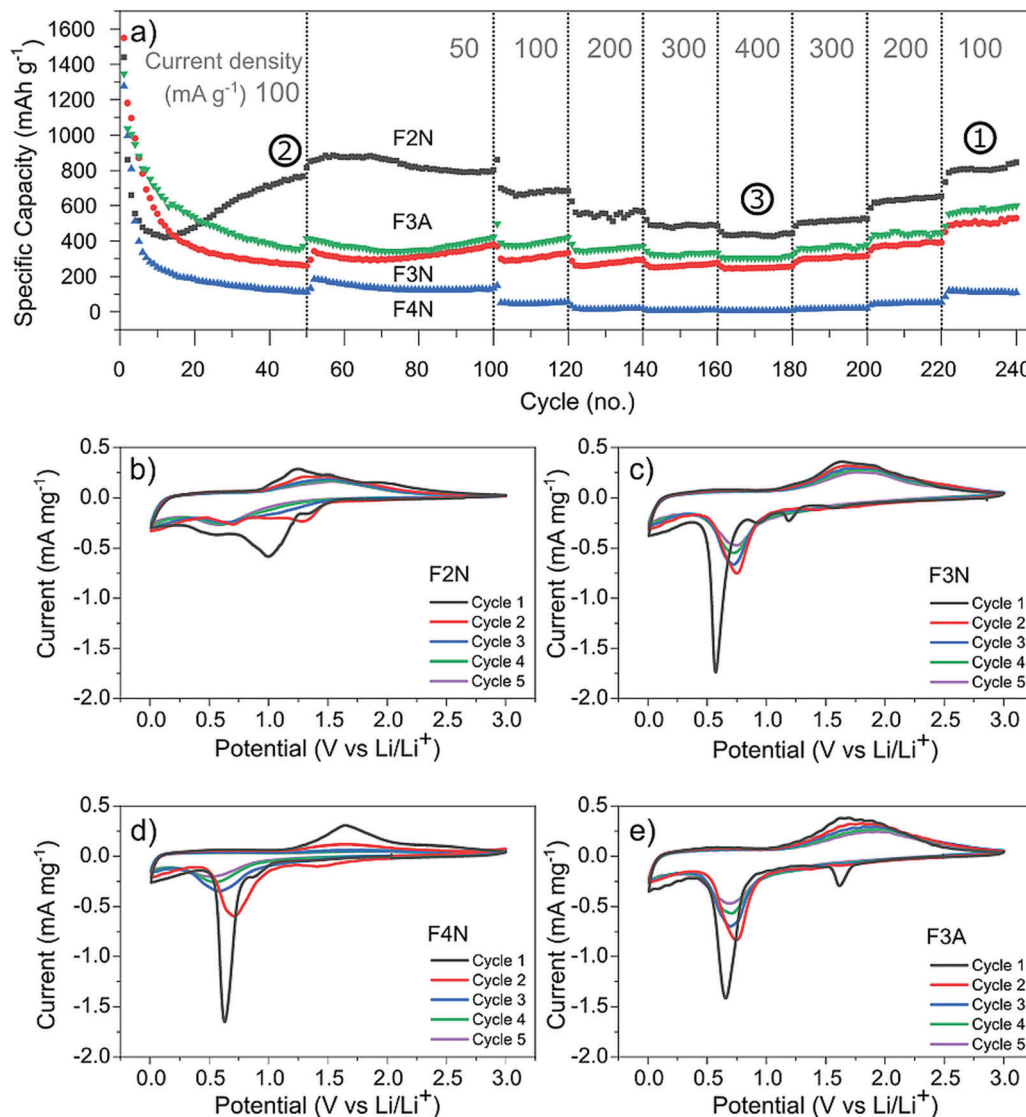 a)
Current density
(mA g⁻¹) 100
50
100
200
300
400
300
200
100
②
①
③
F2N
F3A
F3N
F4N
Specific Capacity (mAh g⁻¹)
1600
1400
1200
1000
800
600
400
200
0
0
20
40
60
80
100
120
140
160
180
200
220
240
Cycle (no.)
b)
Current (mA mg⁻¹)
0.5
0.0
-0.5
-1.0
-1.5
-2.0
F2N
Cycle 1
Cycle 2
Cycle 3
Cycle 4
Cycle 5
0.0
0.5
1.0
1.5
2.0
2.5
3.0
Potential (V vs Li/Li⁺)
c)
Current (mA mg⁻¹)
0.5
0.0
-0.5
-1.0
-1.5
-2.0
F3N
Cycle 1
Cycle 2
Cycle 3
Cycle 4
Cycle 5
0.0
0.5
1.0
1.5
2.0
2.5
3.0
Potential (V vs Li/Li⁺)
d)
Current (mA mg⁻¹)
0.5
0.0
-0.5
-1.0
-1.5
-2.0
F4N
Cycle 1
Cycle 2
Cycle 3
Cycle 4
Cycle 5
0.0
0.5
1.0
1.5
2.0
2.5
3.0
Potential (V vs Li/Li⁺)
e)
Current (mA mg⁻¹)
0.5
0.0
-0.5
-1.0
-1.5
-2.0
F3A
Cycle 1
Cycle 2
Cycle 3
Cycle 4
Cycle 5
0.0
0.5
1.0
1.5
2.0
2.5
3.0
Potential (V vs Li/Li⁺)